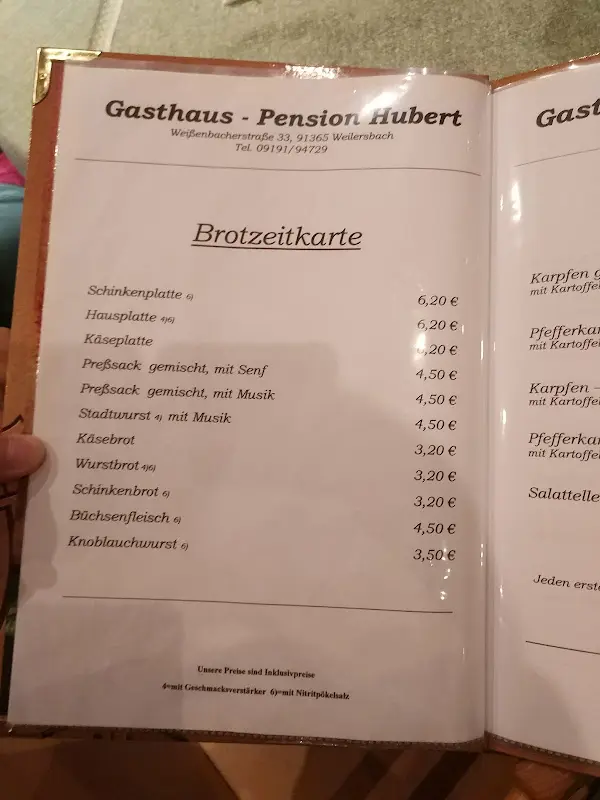 Gasthaus - Pension Hubert
Weißenbacherstraße 33, 91365 Weilersbach
Tel. 09191/94729
Brotzeitkarte
Schinkenplatte 6) 6,20 €
Hausplatte 4)6) 6,20 €
Käseplatte ,20 €
Preßsack gemischt, mit Senf 4,50 €
Preßsack gemischt, mit Musik 4,50 €
Stadtwurst 4) mit Musik 4,50 €
Käsebrot 3,20 €
Wurstbrot 4)6) 3,20 €
Schinkenbrot 6) 3,20 €
Büchsenfleisch 6) 4,50 €
Knoblauchwurst 6) 3,50 €
Unsere Preise sind Inklusivpreise
4=mit Geschmacksverstärker 6)=mit Nitritpökelsalz
Gast
Karpfen g
mit Kartoffe
Pfefferka
mit Kartoffe
Karpfen –
mit Kartoffe
Pfefferka
mit Kartoffe
Salattelle
Jeden erst